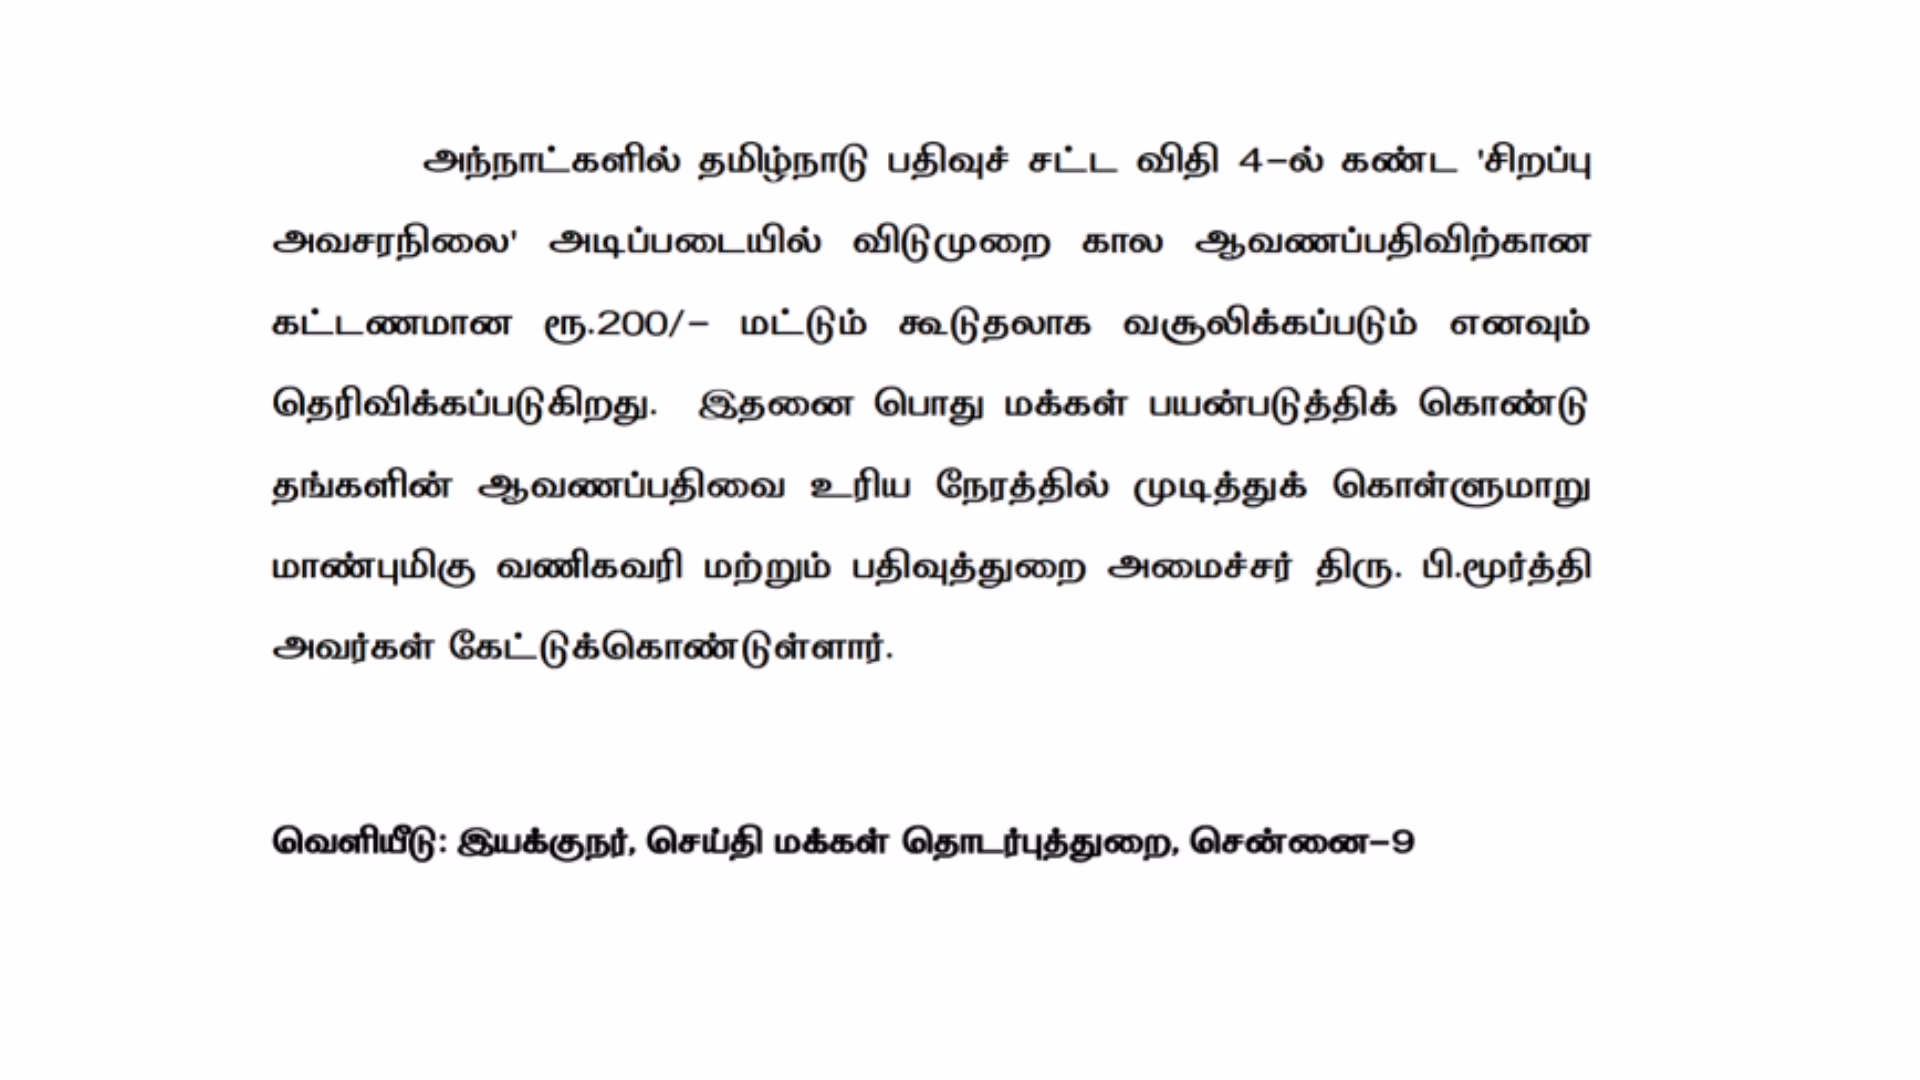 அந்நாட்களில் தமிழ்நாடு பதிவுச் சட்ட விதி 4-ல் கண்ட 'சிறப்பு
அவசரநிலை' அடிப்படையில் விடுமுறை கால ஆவணப்பதிவிற்கான
கட்டணமான ரூ.200/- மட்டும் கூடுதலாக வசூலிக்கப்படும் எனவும்
தெரிவிக்கப்படுகிறது. இதனை பொது மக்கள் பயன்படுத்திக் கொண்டு
தங்களின் ஆவணப்பதிவை உரிய நேரத்தில் முடித்துக் கொள்ளுமாறு
மாண்புமிகு வணிகவரி மற்றும் பதிவுத்துறை அமைச்சர் திரு. பி.மூர்த்தி
அவர்கள் கேட்டுக்கொண்டுள்ளார்.
வெளியீடு: இயக்குநர், செய்தி மக்கள் தொடர்புத்துறை, சென்னை-9